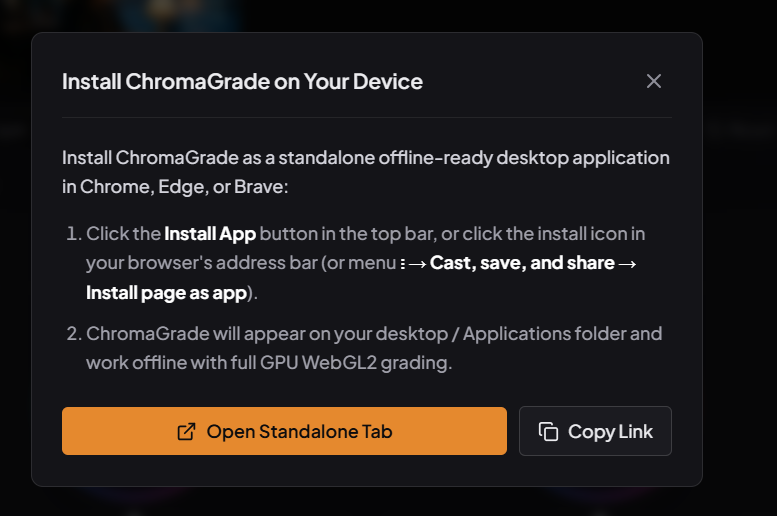 Install ChromaGrade on Your Device
Install ChromaGrade as a standalone offline-ready desktop application
in Chrome, Edge, or Brave:
1. Click the Install App button in the top bar, or click the install icon in
your browser's address bar (or menu ⋮ → Cast, save, and share →
Install page as app).
2. ChromaGrade will appear on your desktop / Applications folder and
work offline with full GPU WebGL2 grading.
Open Standalone Tab
Copy Link